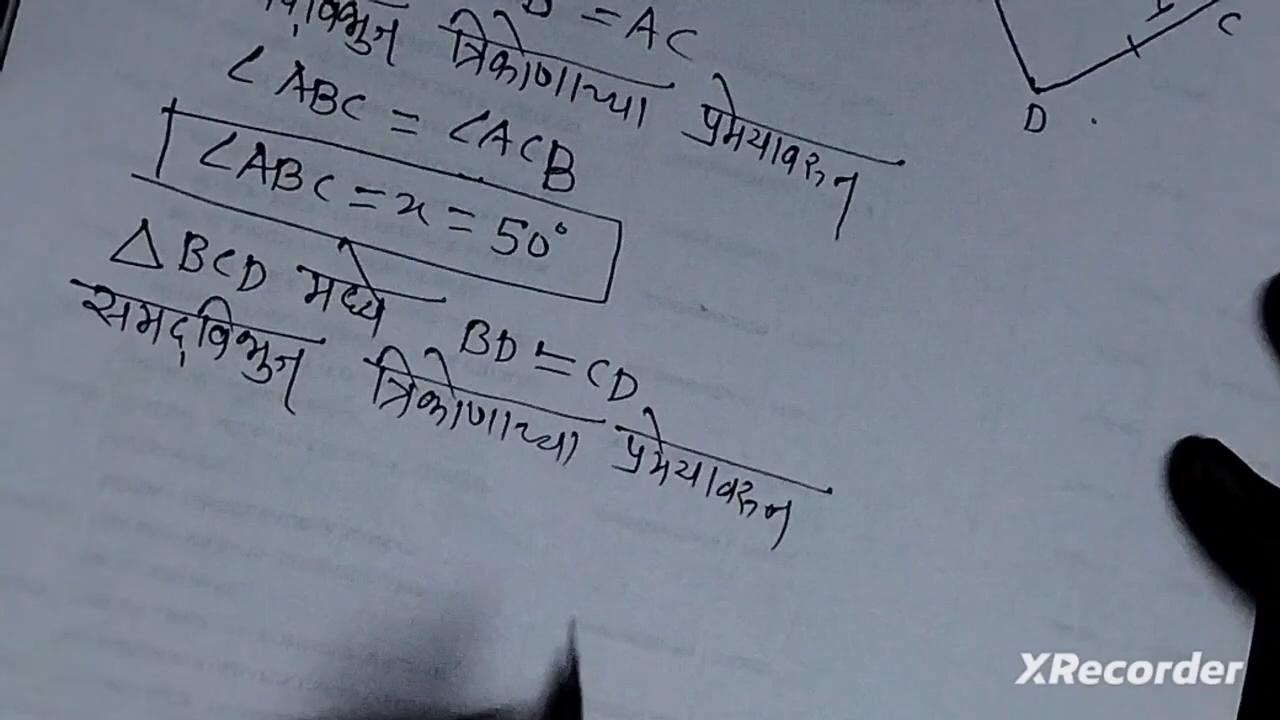 = AC
त्रिकोणाच्या प्रमेयावरून
∠ABC = ∠ACB
∠ABC = x = 50°
△BCD मध्ये BD = CD
समद्विभुज त्रिकोणाच्या प्रमेयावरून
C
D
XRecorder